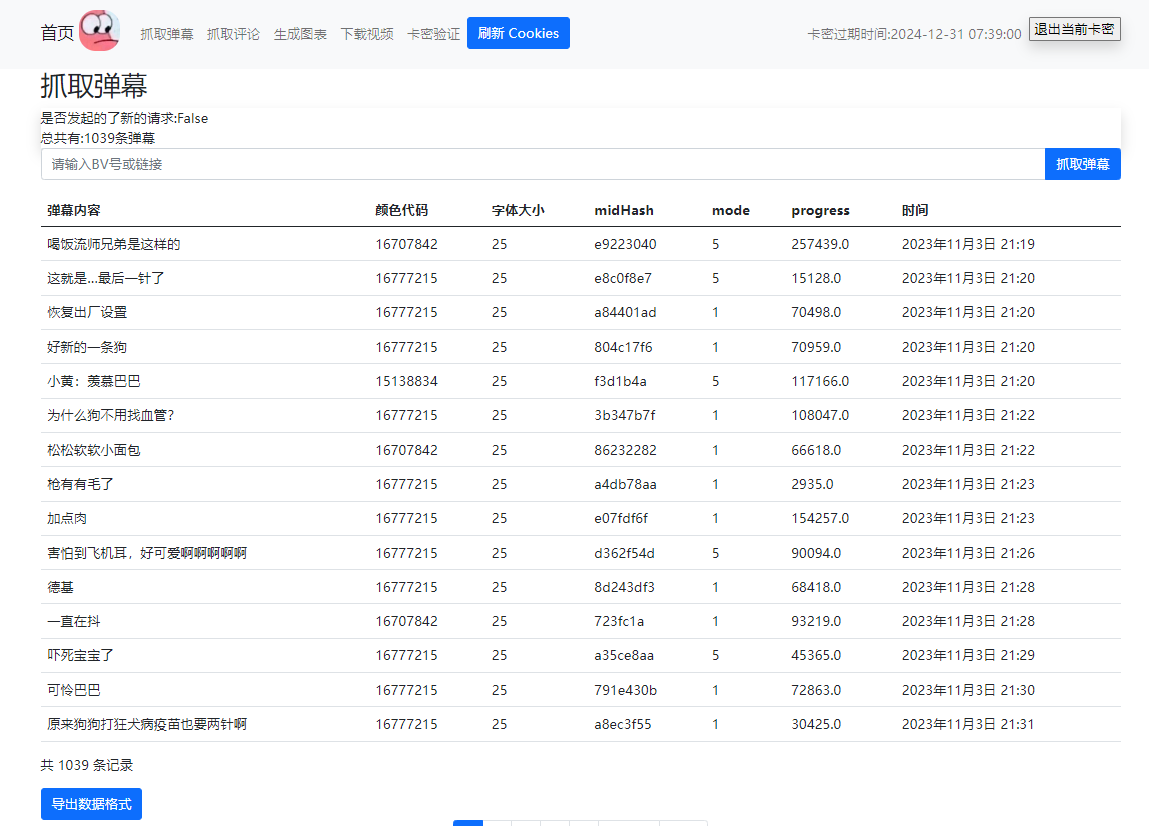 首页 抓取弹幕 抓取评论 生成图表 下载视频 卡密验证 刷新 Cookies 卡密过期时间:2024-12-31 07:39:00 退出当前卡密
抓取弹幕
是否发起的了新的请求:False
总共有:1039条弹幕
请输入BV号或链接 抓取弹幕
弹幕内容 颜色代码 字体大小 midHash mode progress 时间
喝饭流师兄弟是这样的 16707842 25 e9223040 5 257439.0 2023年11月3日 21:19
这就是...最后一针了 16777215 25 e8c0f8e7 5 15128.0 2023年11月3日 21:20
恢复出厂设置 16777215 25 a84401ad 1 70498.0 2023年11月3日 21:20
好新的一条狗 16777215 25 804c17f6 1 70959.0 2023年11月3日 21:20
小黄：羡慕巴巴 15138834 25 f3d1b4a 5 117166.0 2023年11月3日 21:20
为什么狗不用找血管? 16777215 25 3b347b7f 1 108047.0 2023年11月3日 21:22
松松软软小面包 16707842 25 86232282 1 66618.0 2023年11月3日 21:22
枪有有毛了 16777215 25 a4db78aa 1 2935.0 2023年11月3日 21:23
加点肉 16777215 25 e07fdf6f 1 154257.0 2023年11月3日 21:23
害怕到飞机耳，好可爱啊啊啊啊啊 16777215 25 d362f54d 5 90094.0 2023年11月3日 21:26
德基 16777215 25 8d243df3 1 68418.0 2023年11月3日 21:28
一直在抖 16707842 25 723fc1a 1 93219.0 2023年11月3日 21:28
吓死宝宝了 16777215 25 a35ce8aa 5 45365.0 2023年11月3日 21:29
可怜巴巴 16777215 25 791e430b 1 72863.0 2023年11月3日 21:30
原来狗狗打狂犬病疫苗也要两针啊 16777215 25 a8ec3f55 1 30425.0 2023年11月3日 21:31
共 1039 条记录
导出数据格式